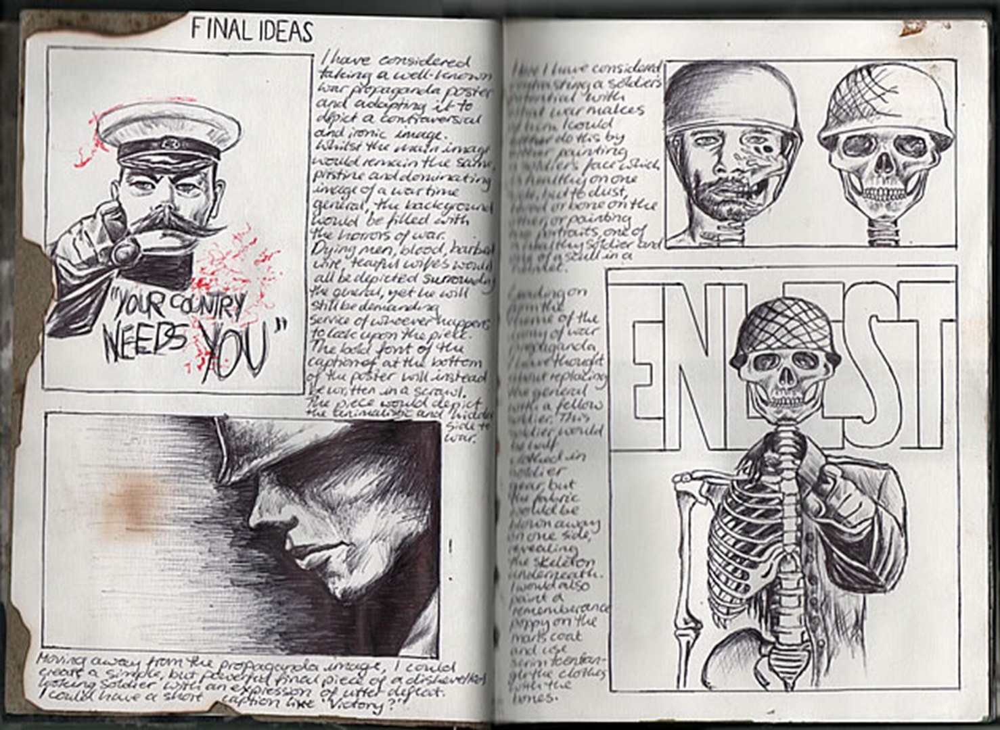 FINAL IDEAS
I have considered
taking a well-known
war propaganda poster
and adapting it to
depict a controversial
and ironic image.
Whilst the main image
would remain the same,
pristine and dominating
image of a wartime
general, the background
would be filled with
the horrors of war.
Dying men, blood, barbed
wire, tearful wifes would
all be depicted surrounding
the general, yet he will
still be demanding
service of whoever happens
to look upon the piece.
The bold font of the
caption at the bottom
of the poster will instead
be written in a scrawl.
The piece would depict
the animalistic and hidden
side to
war.
"YOUR COUNTRY
NEEDS YOU"
Moving away from the propaganda image, I could
create a simple, but powerful final piece of a dishevelled
looking soldier with an expression of utter defeat.
I could have a short caption like "Victory?"
I have considered
a soldiers
potential with
what war makes
of him. I could
either do this by
either painting
a soldiers face which
is healthy on one
side, but to dust,
blood or bone on the
other, or painting
two portraits, one of
a healthy soldier and
one of a scull in a
helmet.
Leading on
from the
theme of the
irony of war
propaganda
I have thought
about replacing
the general
with a fellow
soldier. This
soldier would
be half
clothed in
soldier
gear, but
the fabric
would be
blown away
on one side,
revealing
the skeleton
underneath.
I would also
paint a
rememberance
poppy on the
man's coat
and use
to entan-
gle the clothes
with the
bones.
ENLIST